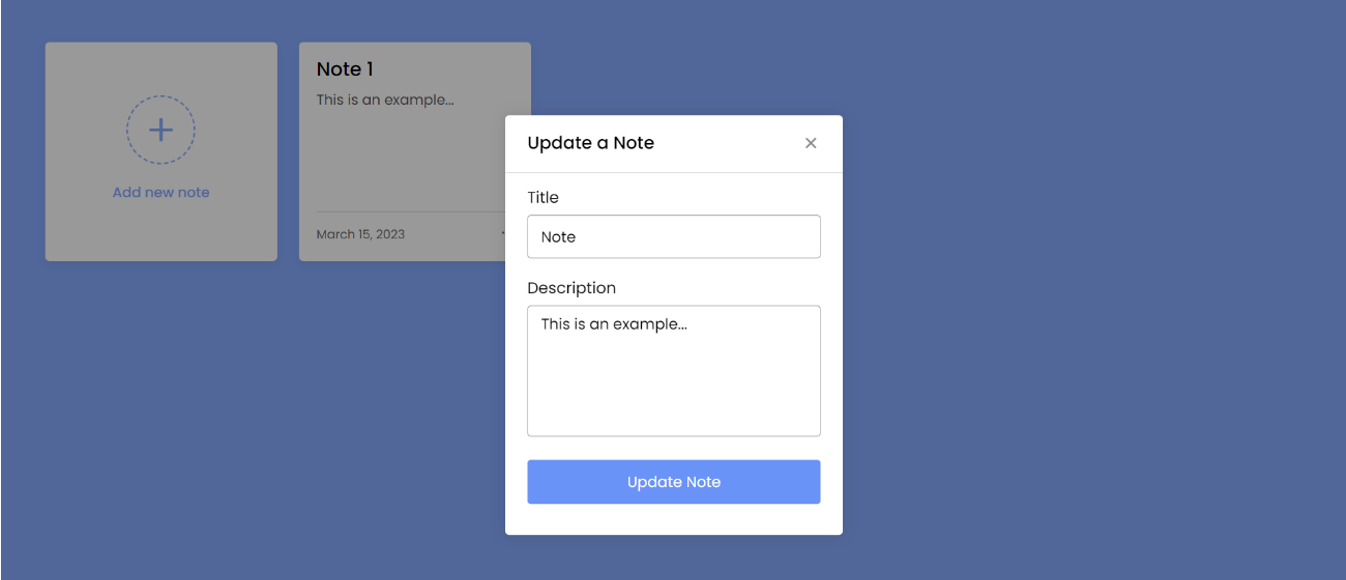 Add new note
Note 1
This is an example...
March 15, 2023
Update a Note
Title
Note
Description
This is an example...
Update Note